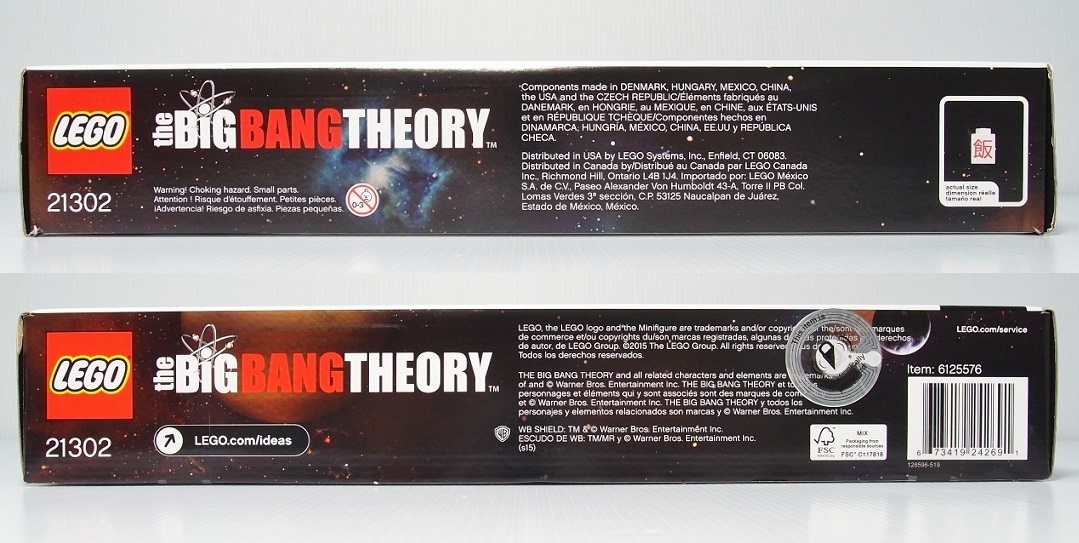 LEGO
21302
the BIG BANG THEORY™
Warning! Choking hazard. Small parts.
Attention ! Risque d'étouffement. Petites pièces.
¡Advertencia! Riesgo de asfixia. Piezas pequeñas.
0-3
Components made in DENMARK, HUNGARY, MEXICO, CHINA,
the USA and the CZECH REPUBLIC/Éléments fabriqués au
DANEMARK, en HONGRIE, au MEXIQUE, en CHINE, aux ÉTATS-UNIS
et en RÉPUBLIQUE TCHÈQUE/Componentes hechos en
DINAMARCA, HUNGRÍA, MÉXICO, CHINA, EE.UU y REPÚBLICA
CHECA.
Distributed in USA by LEGO Systems, Inc., Enfield, CT 06083.
Distributed in Canada by/Distribué au Canada par LEGO Canada
Inc., Richmond Hill, Ontario L4B 1J4. Importado por: LEGO México
S.A. de C.V., Paseo Alexander Von Humboldt 43-A, Torre II PB Col.
Lomas Verdes 3ª sección, C.P. 53125 Naucalpan de Juárez,
Estado de México, México.
飯
actual size
dimension réelle
tamaño real
LEGO
21302
the BIG BANG THEORY™
LEGO.com/ideas
LEGO, the LEGO logo and the Minifigure are trademarks and/or the/sont marques
de commerce et/ou copyrights du/son marcas registradas, algunas derechos
de autor, de LEGO Group. ©2015 The LEGO Group. All rights
Todos los derechos reservados.
THE BIG BANG THEORY and all related characters and elements are
of and © Warner Bros. Entertainment Inc. THE BIG BANG THEORY et
personnages et éléments qui y sont associés sont des marques de
et © Warner Bros. Entertainment Inc. THE BIG BANG THEORY y todos los
personajes y elementos relacionados son marcas y © Warner Bros. Entertainment Inc.
WB SHIELD: TM & © Warner Bros. Entertainment Inc.
ESCUDO DE WB: TM/MR y © Warner Bros. Entertainment Inc.
(s15)
FSC
MIX
Packaging from
responsible sources
FSC® C117818
LEGO.com/service
Item: 6125576
6 73419 24269 1
128596-519